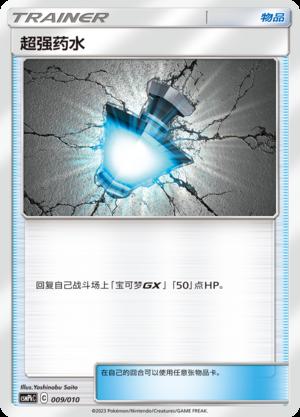 TRAINER 物品
超强药水
回复自己战斗场上「宝可梦GX」「50」点HP。
Illus.Yoshinobu Saito
在自己的回合可以使用任意张物品卡。
C 009/010
©2023 Pokémon/Nintendo/Creatures/GAME FREAK.